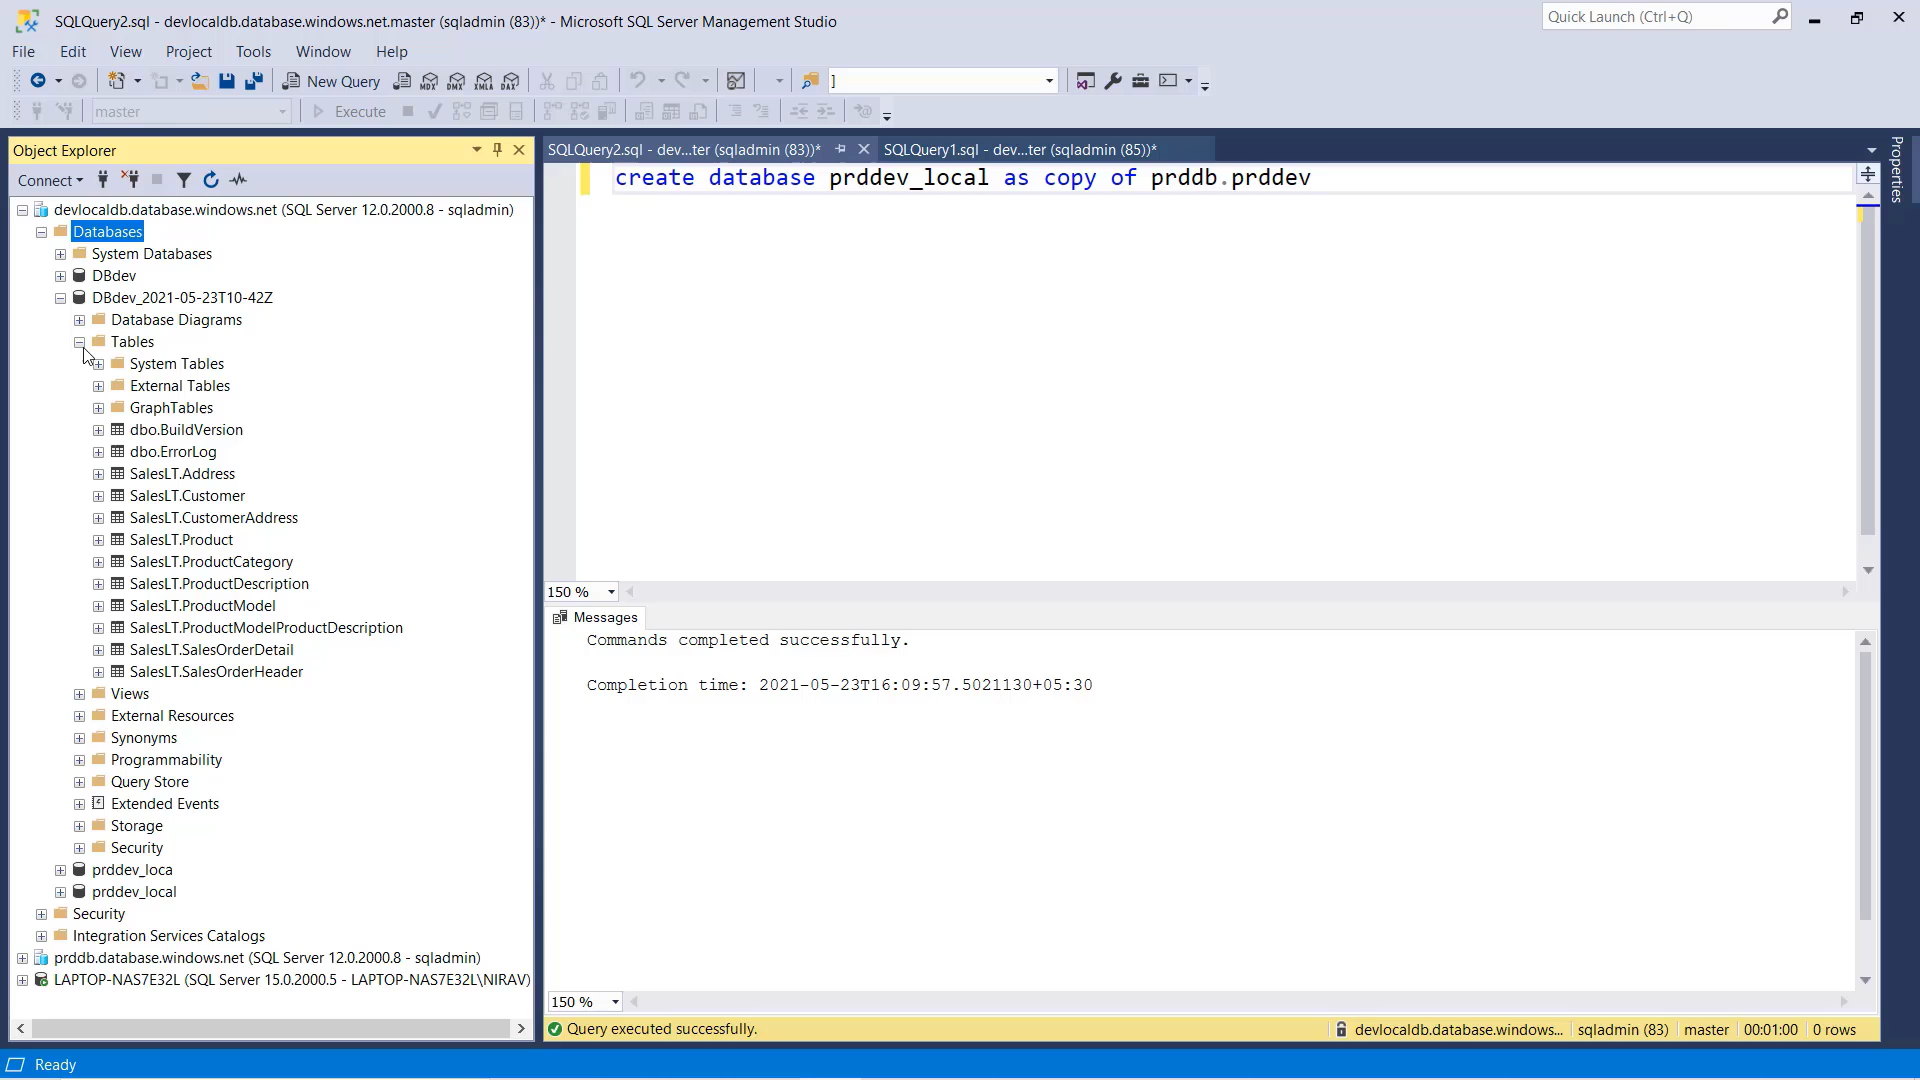 SQLQuery2.sql - devlocaldb.database.windows.net.master (sqladmin (83))* - Microsoft SQL Server Management Studio
Quick Launch (Ctrl+Q)
File Edit View Project Tools Window Help
New Query MDX DMX XMLA DAX ]
master Execute
Object Explorer
SQLQuery2.sql - dev...ter (sqladmin (83))* SQLQuery1.sql - dev...ter (sqladmin (85))*
Properties
Connect
create database prddev_local as copy of prddb.prddev
devlocaldb.database.windows.net (SQL Server 12.0.2000.8 - sqladmin)
Databases
System Databases
DBdev
DBdev_2021-05-23T10-42Z
Database Diagrams
Tables
System Tables
External Tables
GraphTables
dbo.BuildVersion
dbo.ErrorLog
SalesLT.Address
SalesLT.Customer
SalesLT.CustomerAddress
SalesLT.Product
SalesLT.ProductCategory
SalesLT.ProductDescription
SalesLT.ProductModel
SalesLT.ProductModelProductDescription
SalesLT.SalesOrderDetail
SalesLT.SalesOrderHeader
Views
External Resources
Synonyms
Programmability
Query Store
Extended Events
Storage
Security
prddev_loca
prddev_local
Security
Integration Services Catalogs
prddb.database.windows.net (SQL Server 12.0.2000.8 - sqladmin)
LAPTOP-NAS7E32L (SQL Server 15.0.2000.5 - LAPTOP-NAS7E32L\NIRAV)
150 %
Messages
Commands completed successfully.
Completion time: 2021-05-23T16:09:57.5021130+05:30
150 %
Query executed successfully. devlocaldb.database.windows... sqladmin (83) master 00:01:00 0 rows
Ready